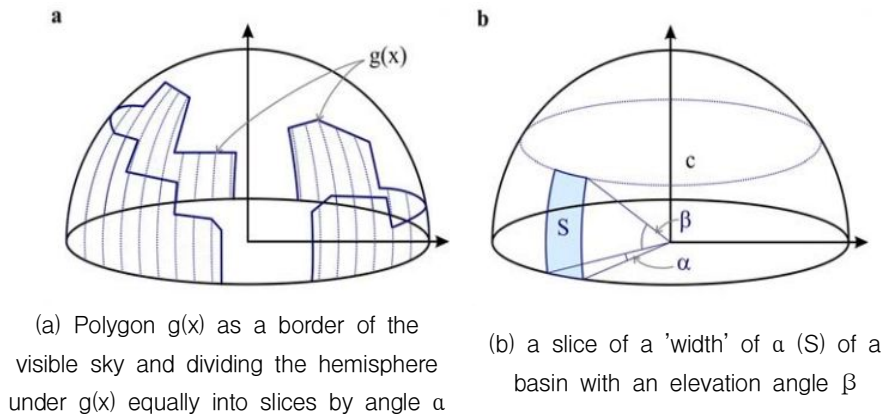 a
g(x)
(a) Polygon g(x) as a border of the
visible sky and dividing the hemisphere
under g(x) equally into slices by angle α
b
c
β
S
α
(b) a slice of a 'width' of α (S) of a
basin with an elevation angle β